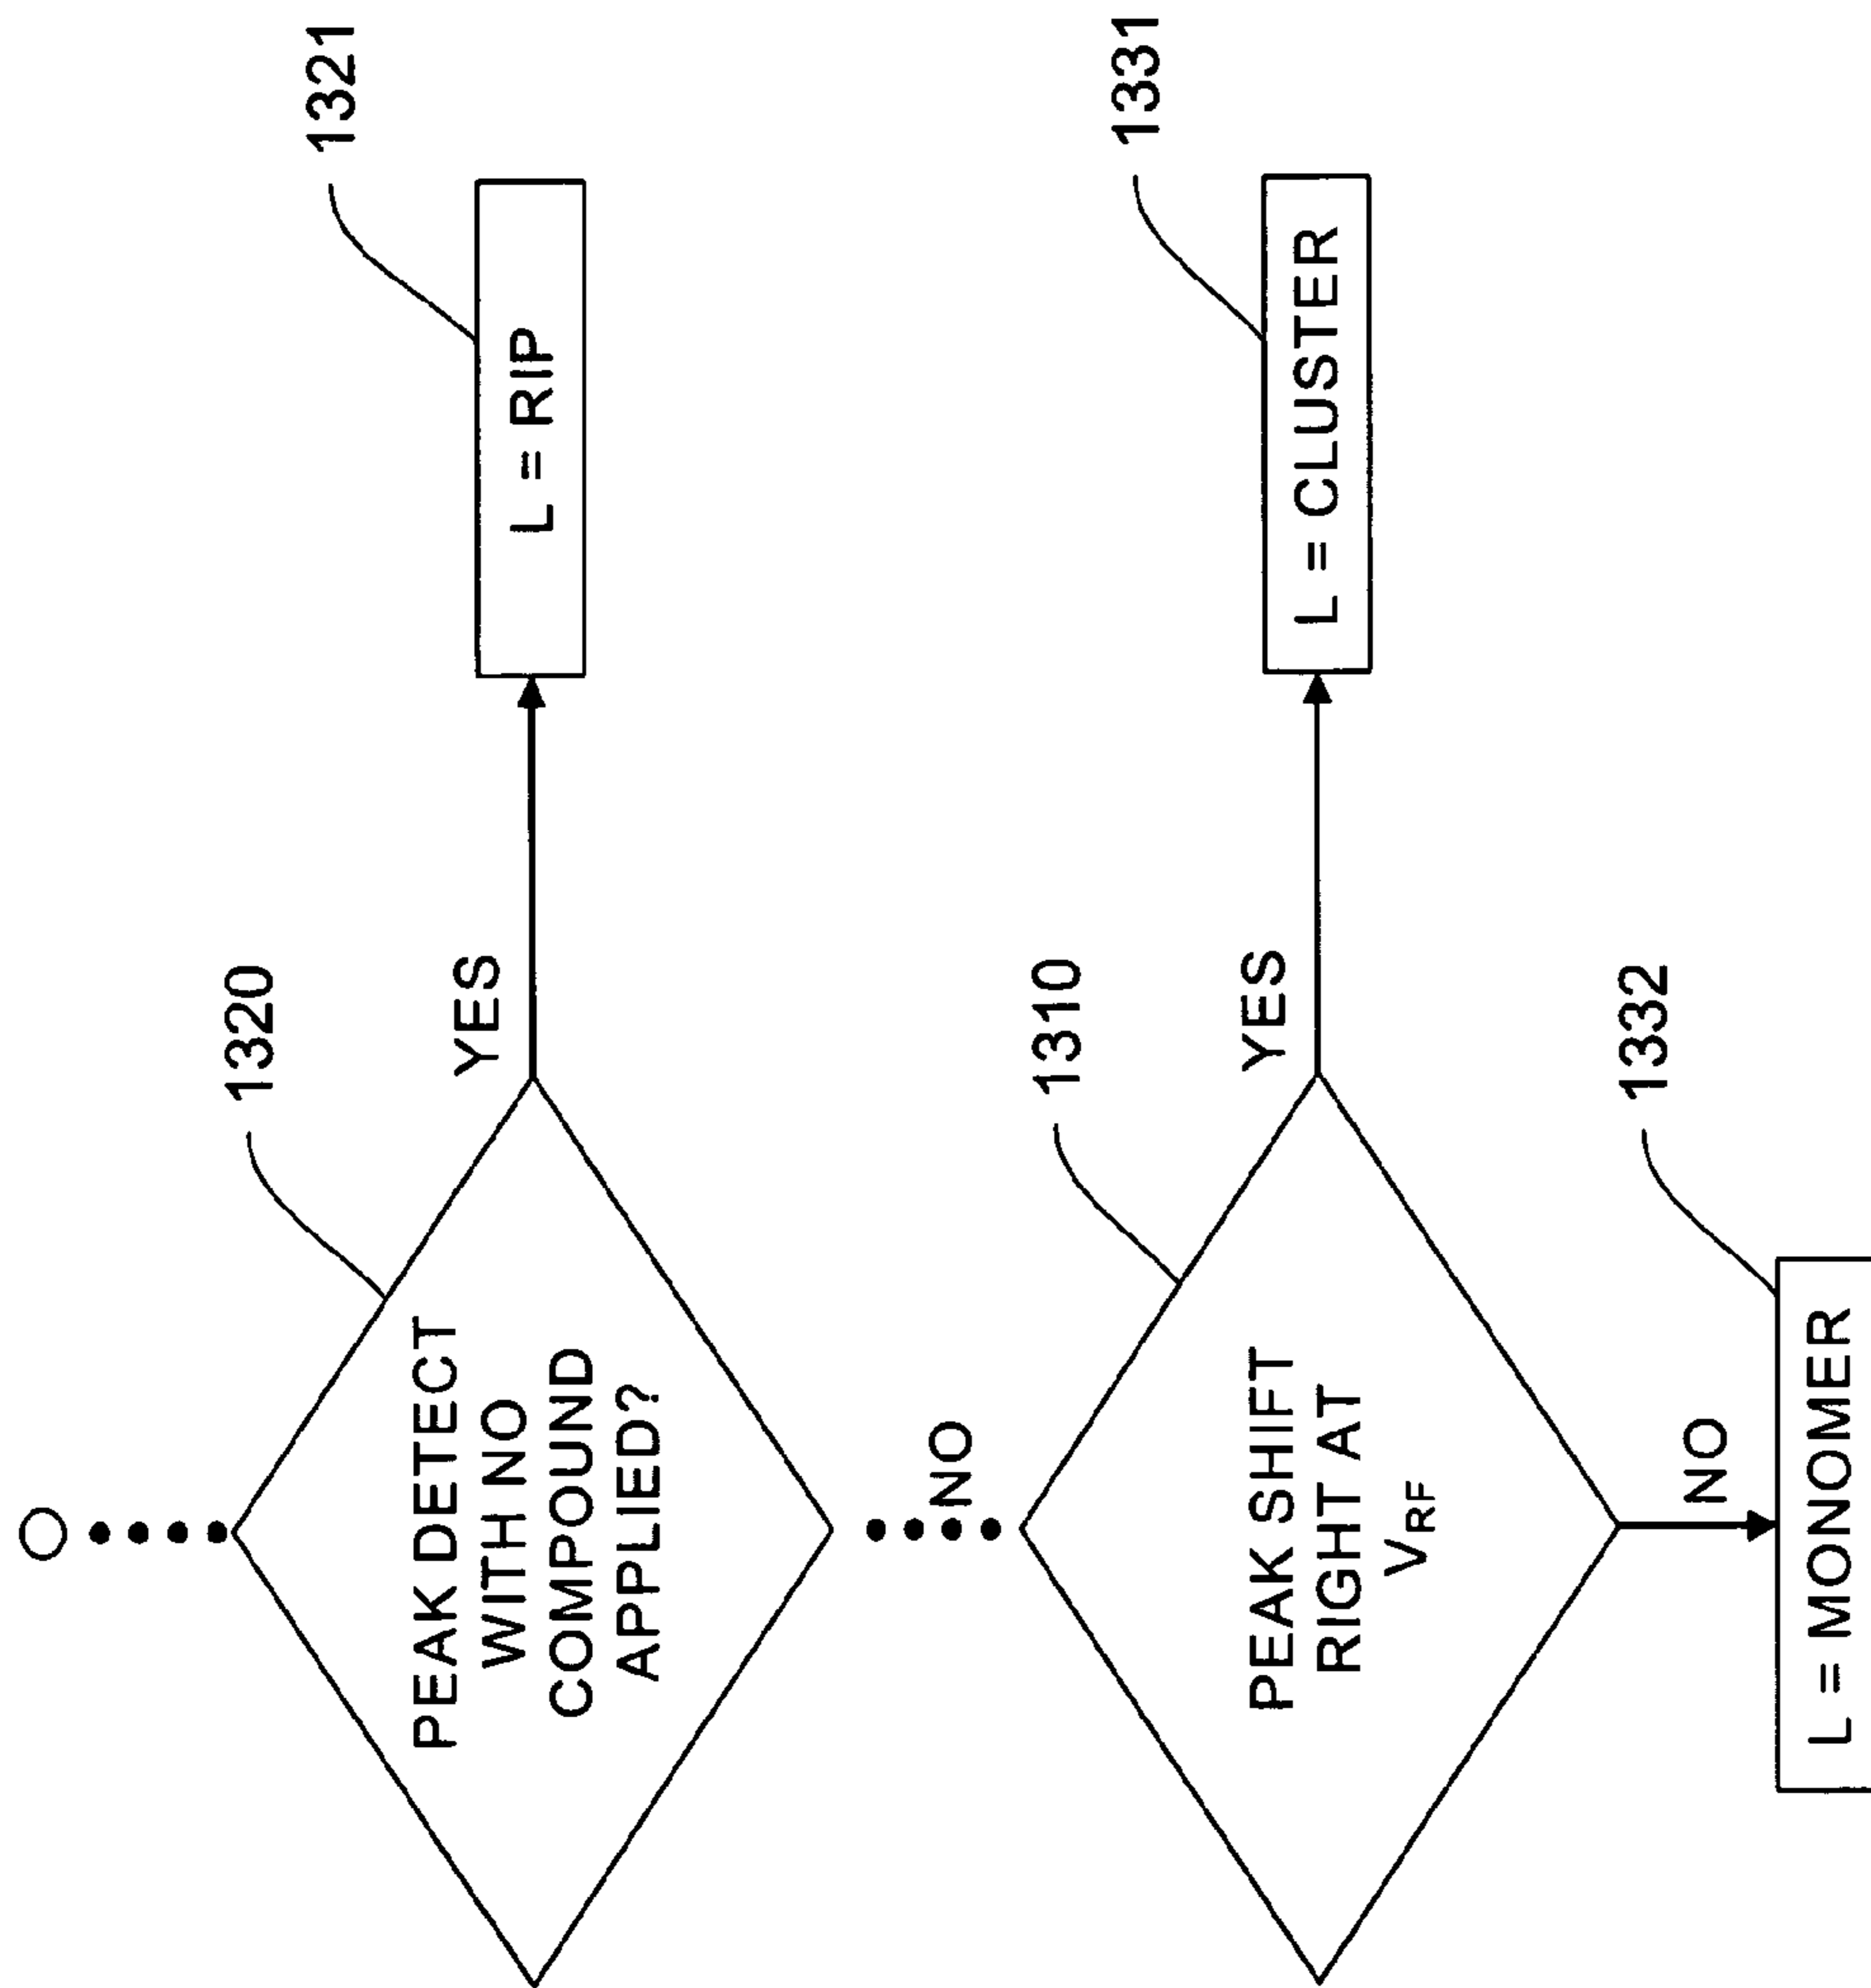 1320
PEAK DETECT
WITH NO
COMPOUND
APPLIED?
YES
1321
L = RIP
NO
1310
PEAK SHIFT
RIGHT AT
V_RF
YES
1331
L = CLUSTER
NO
1332
L = MONOMER